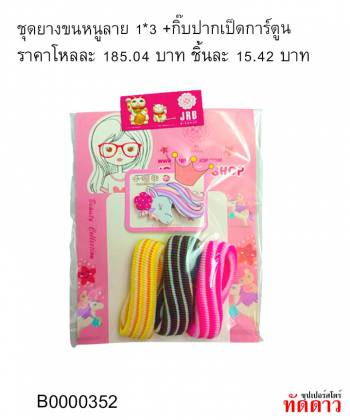 ชุดยางขนหนูลาย 1*3 +กิ๊บปากเป็ดการ์ตูน
ราคาโหลละ 185.04 บาท ชิ้นละ 15.42 บาท
JRB
SHOP
Beauty Collection
B0000352
ซุปเปอร์สโตร์
ทัดดาว